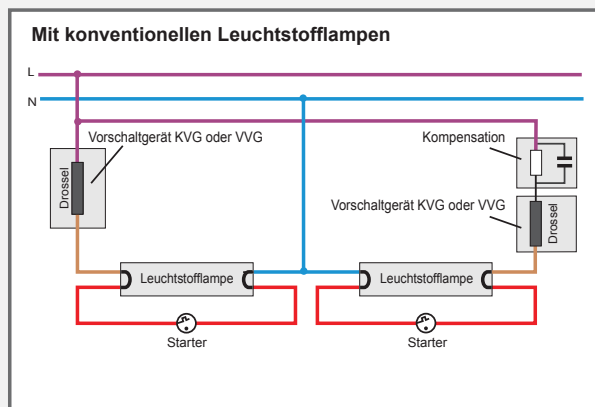 Mit konventionellen Leuchtstofflampen
L
N
Vorschaltgerät KVG oder VVG
Kompensation
Drossel
Vorschaltgerät KVG oder VVG
Drossel
Leuchtstofflampe
Leuchtstofflampe
Starter
Starter